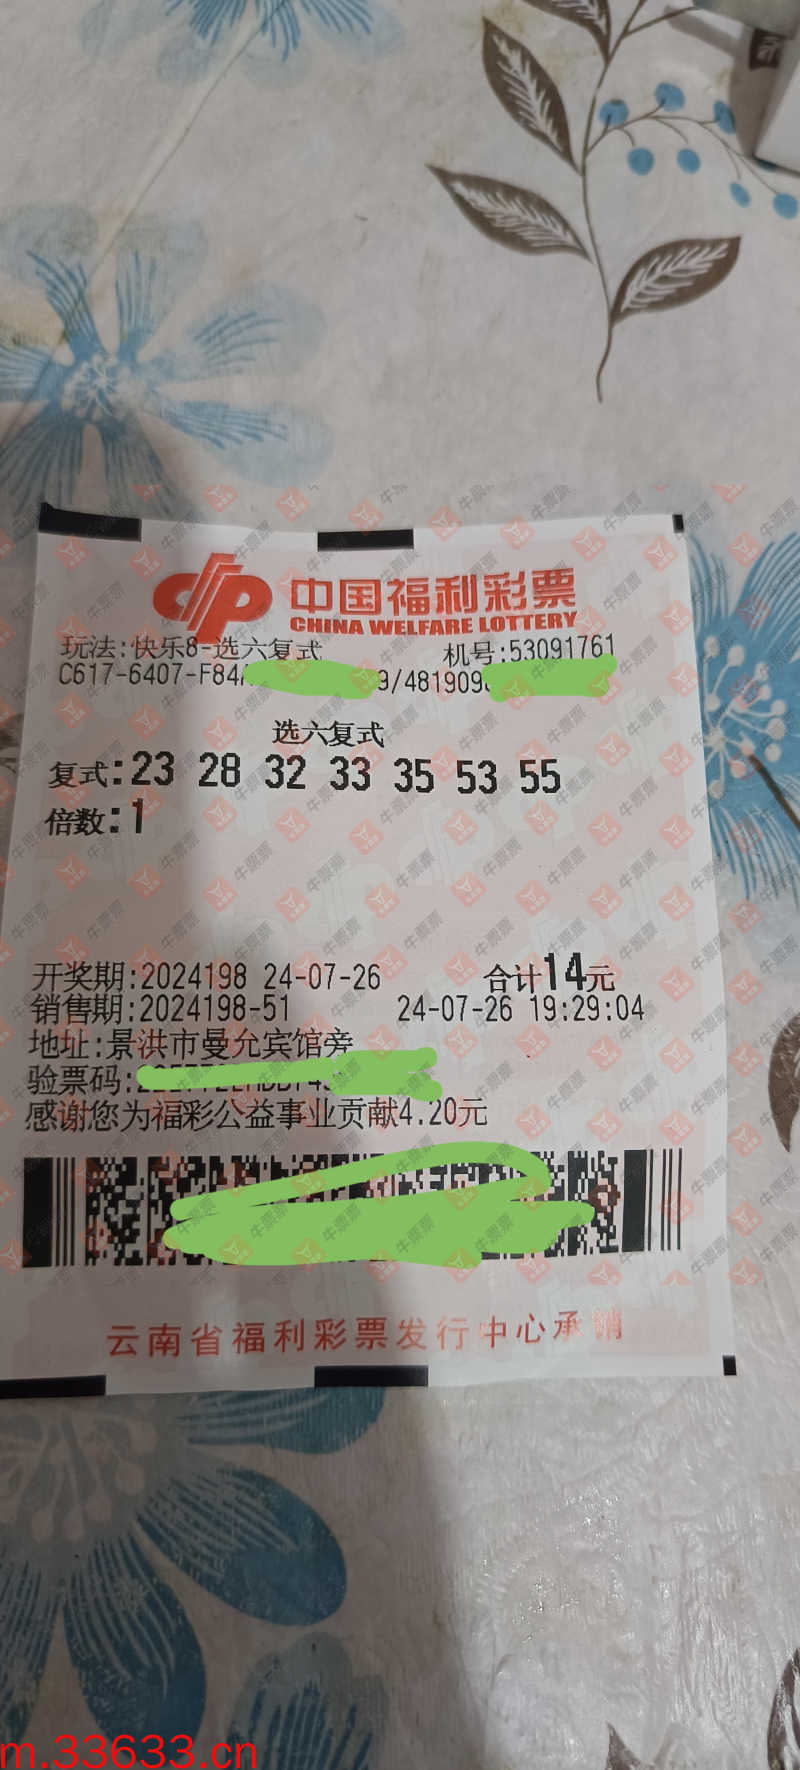 中国福利彩票
CHINA WELFARE LOTTERY
玩法:快乐8-选六复式 机号:53091761
C617-6407-F84 9/481909
选六复式
复式:23 28 32 33 35 53 55
倍数:1
开奖期:2024198 24-07-26 合计14元
销售期:2024198-51 24-07-26 19:29:04
地址:景洪市曼允宾馆旁
验票码:
感谢您为福彩公益事业贡献4.20元
云南省福利彩票发行中心承销
牛票票
m.33633.cn